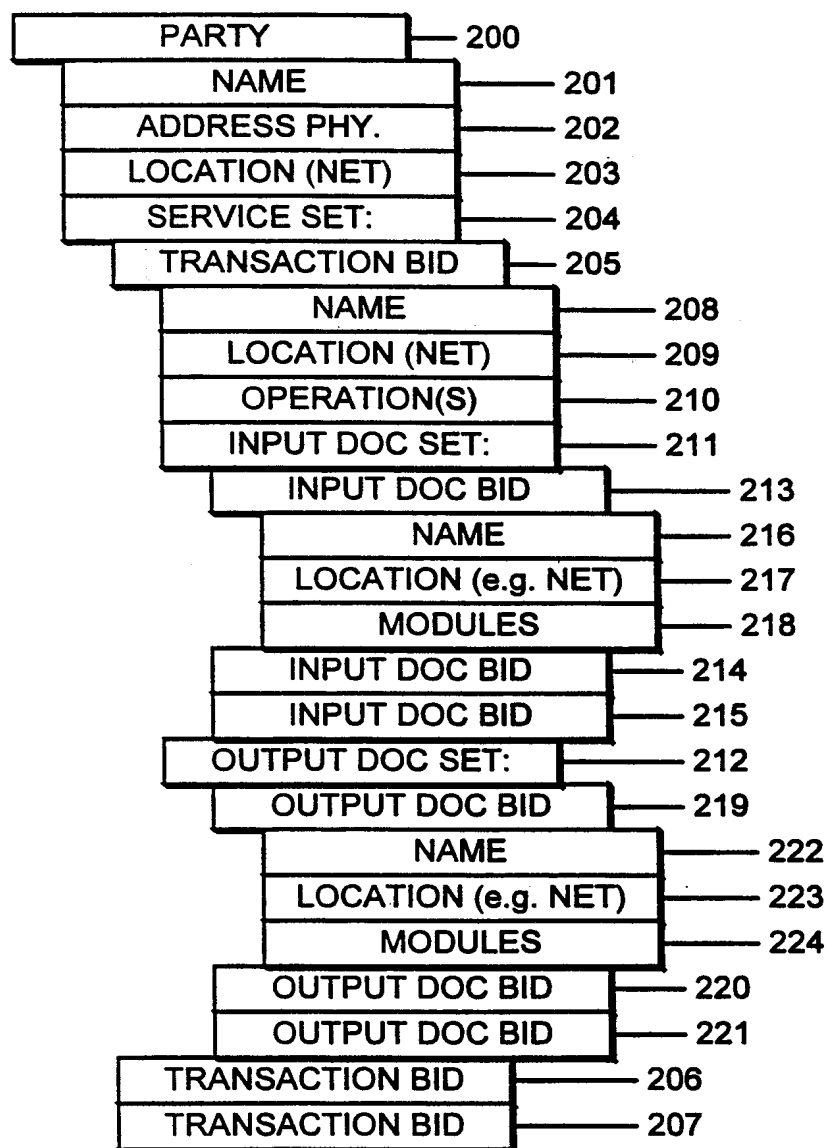 PARTY 200
NAME 201
ADDRESS PHY. 202
LOCATION (NET) 203
SERVICE SET: 204
TRANSACTION BID 205
NAME 208
LOCATION (NET) 209
OPERATION(S) 210
INPUT DOC SET: 211
INPUT DOC BID 213
NAME 216
LOCATION (e.g. NET) 217
MODULES 218
INPUT DOC BID 214
INPUT DOC BID 215
OUTPUT DOC SET: 212
OUTPUT DOC BID 219
NAME 222
LOCATION (e.g. NET) 223
MODULES 224
OUTPUT DOC BID 220
OUTPUT DOC BID 221
TRANSACTION BID 206
TRANSACTION BID 207